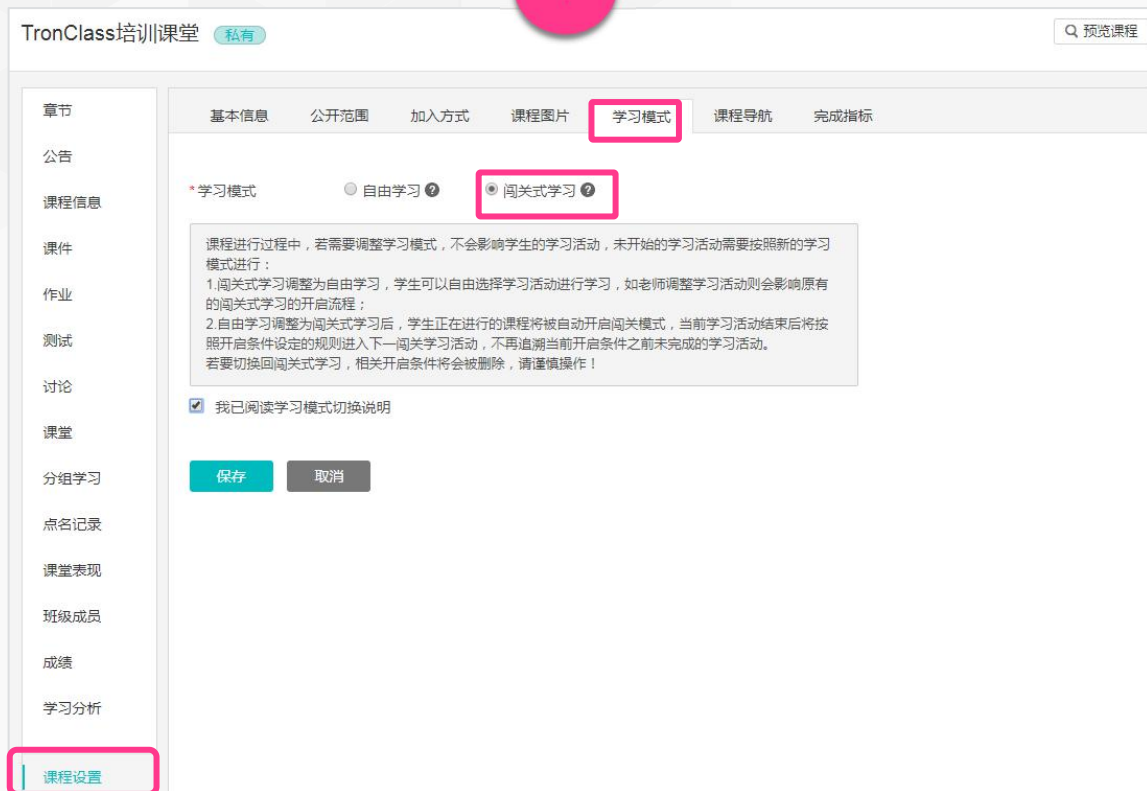 TronClass培训课堂 私有
预览课程
章节
公告
课程信息
课件
作业
测试
讨论
课堂
分组学习
点名记录
课堂表现
班级成员
成绩
学习分析
课程设置
基本信息 公开范围 加入方式 课程图片 学习模式 课程导航 完成指标
*学习模式 自由学习 ? 闯关式学习 ?
课程进行过程中，若需要调整学习模式，不会影响学生的学习活动，未开始的学习活动需要按照新的学习
模式进行：
1.闯关式学习调整为自由学习，学生可以自由选择学习活动进行学习，如老师调整学习活动则会影响原有
的闯关式学习的开启流程；
2.自由学习调整为闯关式学习后，学生正在进行的课程将被自动开启闯关模式，当前学习活动结束后将按
照开启条件设定的规则进入下一闯关学习活动，不再追溯当前开启条件之前未完成的学习活动。
若要切换回闯关式学习，相关开启条件将会被删除，请谨慎操作！
我已阅读学习模式切换说明
保存 取消